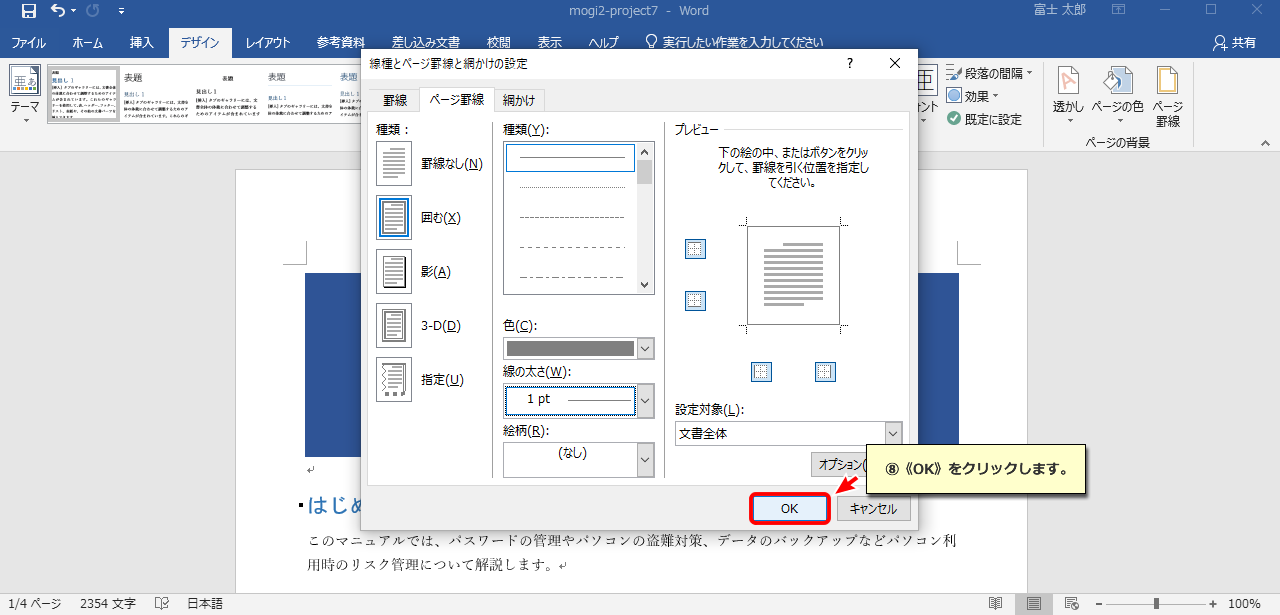 mogi2-project7 - Word
富士 太郎
ファイル
ホーム
挿入
デザイン
レイアウト
参考資料
差し込み文書
校閲
表示
ヘルプ
実行したい作業を入力してください
共有
テーマ
表題
見出し 1
表題
見出し 1
表題
見出し 1
表題
見出し 1
表題
段落の間隔
効果
既定に設定
ント
透かし
ページの色
ページ
罫線
ページの背景
線種とページ罫線と網かけの設定
?
罫線
ページ罫線
網かけ
種類：
罫線なし(N)
囲む(X)
影(A)
3-D(D)
指定(U)
種類(Y):
色(C):
線の太さ(W):
1 pt
絵柄(R):
(なし)
プレビュー
下の絵の中、またはボタンをクリッ
クして、罫線を引く位置を指定し
てください。
設定対象(L):
文書全体
オプション(
⑧《OK》をクリックします。
OK
キャンセル
はじめ
このマニュアルでは、パスワードの管理やパソコンの盗難対策、データのバックアップなどパソコン利
用時のリスク管理について解説します。
1/4 ページ
2354 文字
日本語
100%